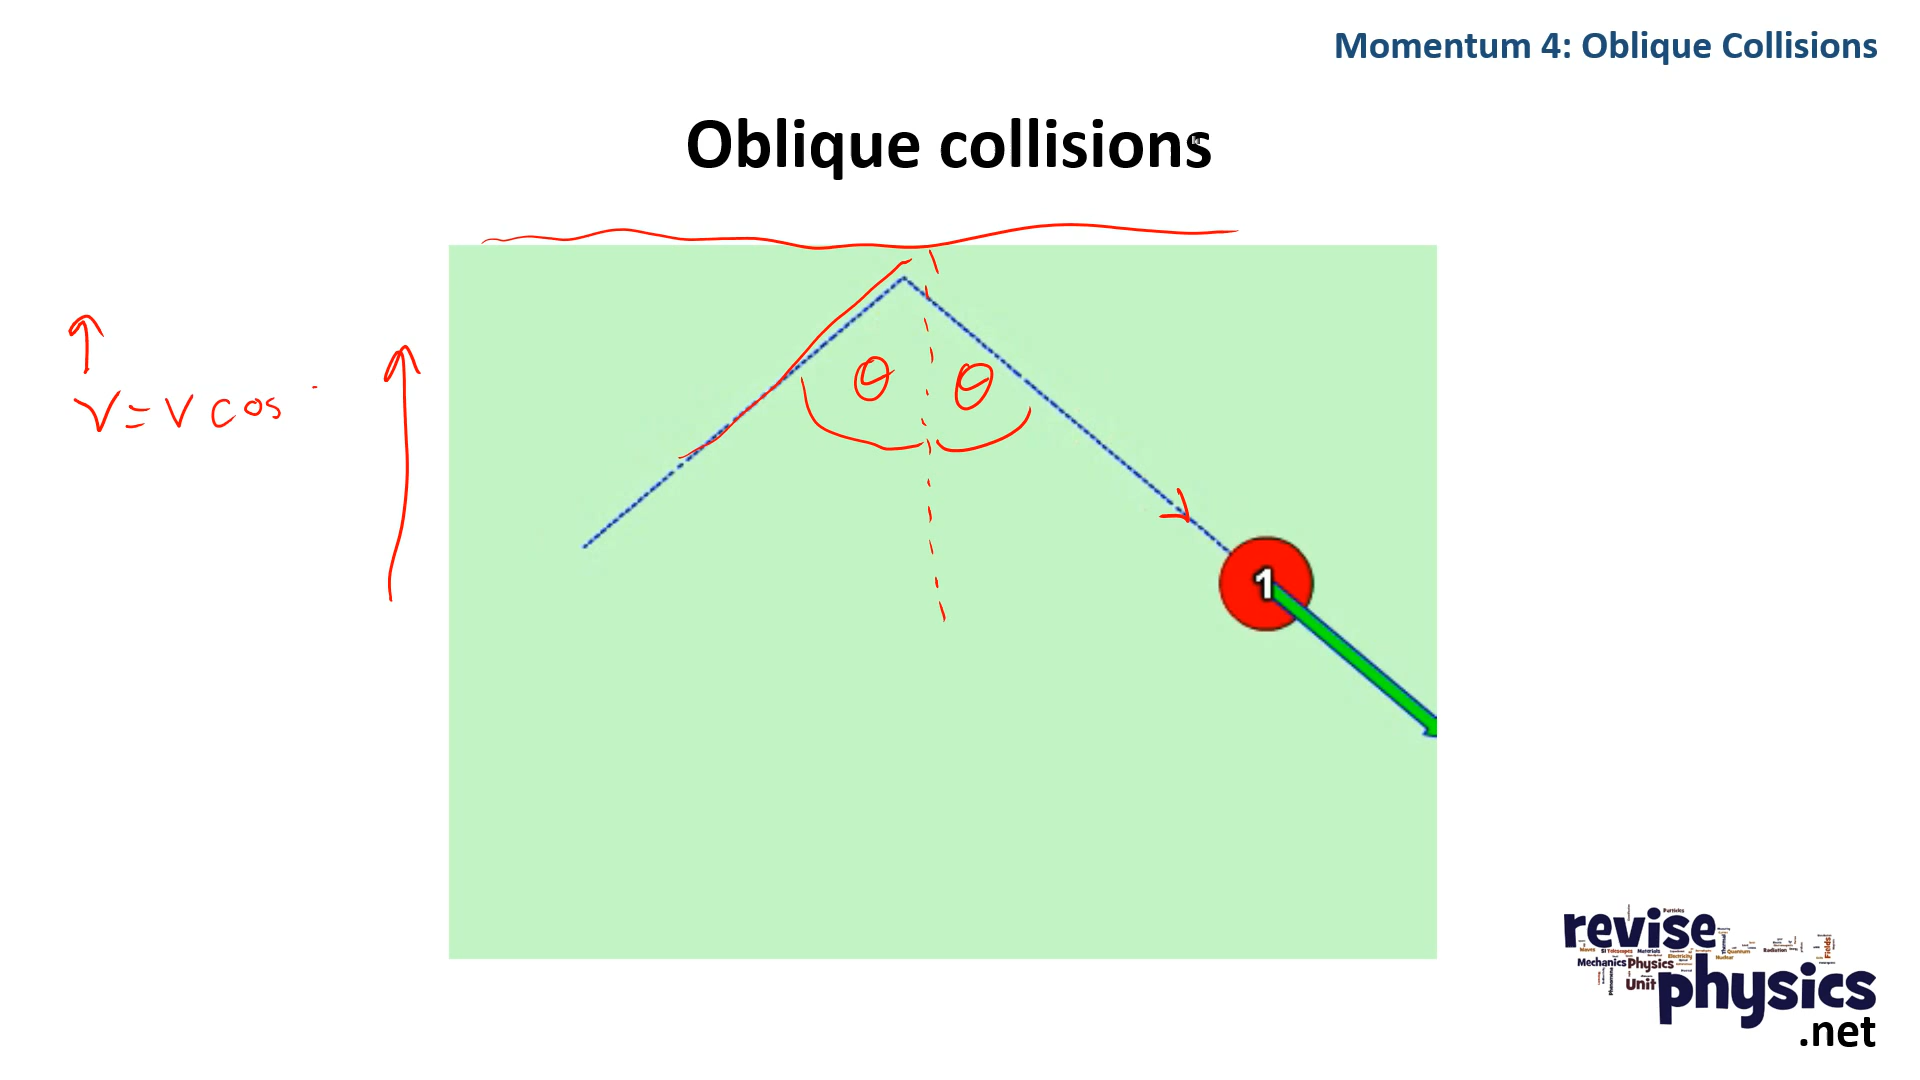 Momentum 4: Oblique Collisions
Oblique collisions
θ θ
v = v cos
1
revise
Mechanics Physics
Unit
physics
.net